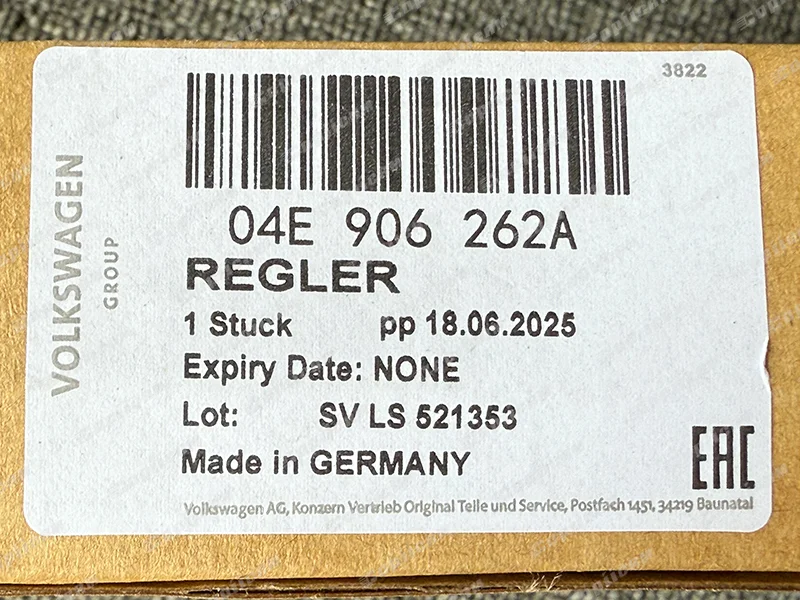 3822
VOLKSWAGEN
GROUP
04E 906 262A
REGLER
1 Stuck pp 18.06.2025
Expiry Date: NONE
Lot: SV LS 521353
Made in GERMANY
EAC
Volkswagen AG, Konzern Vertrieb Original Teile und Service, Postfach 1451, 34219 Baunatal